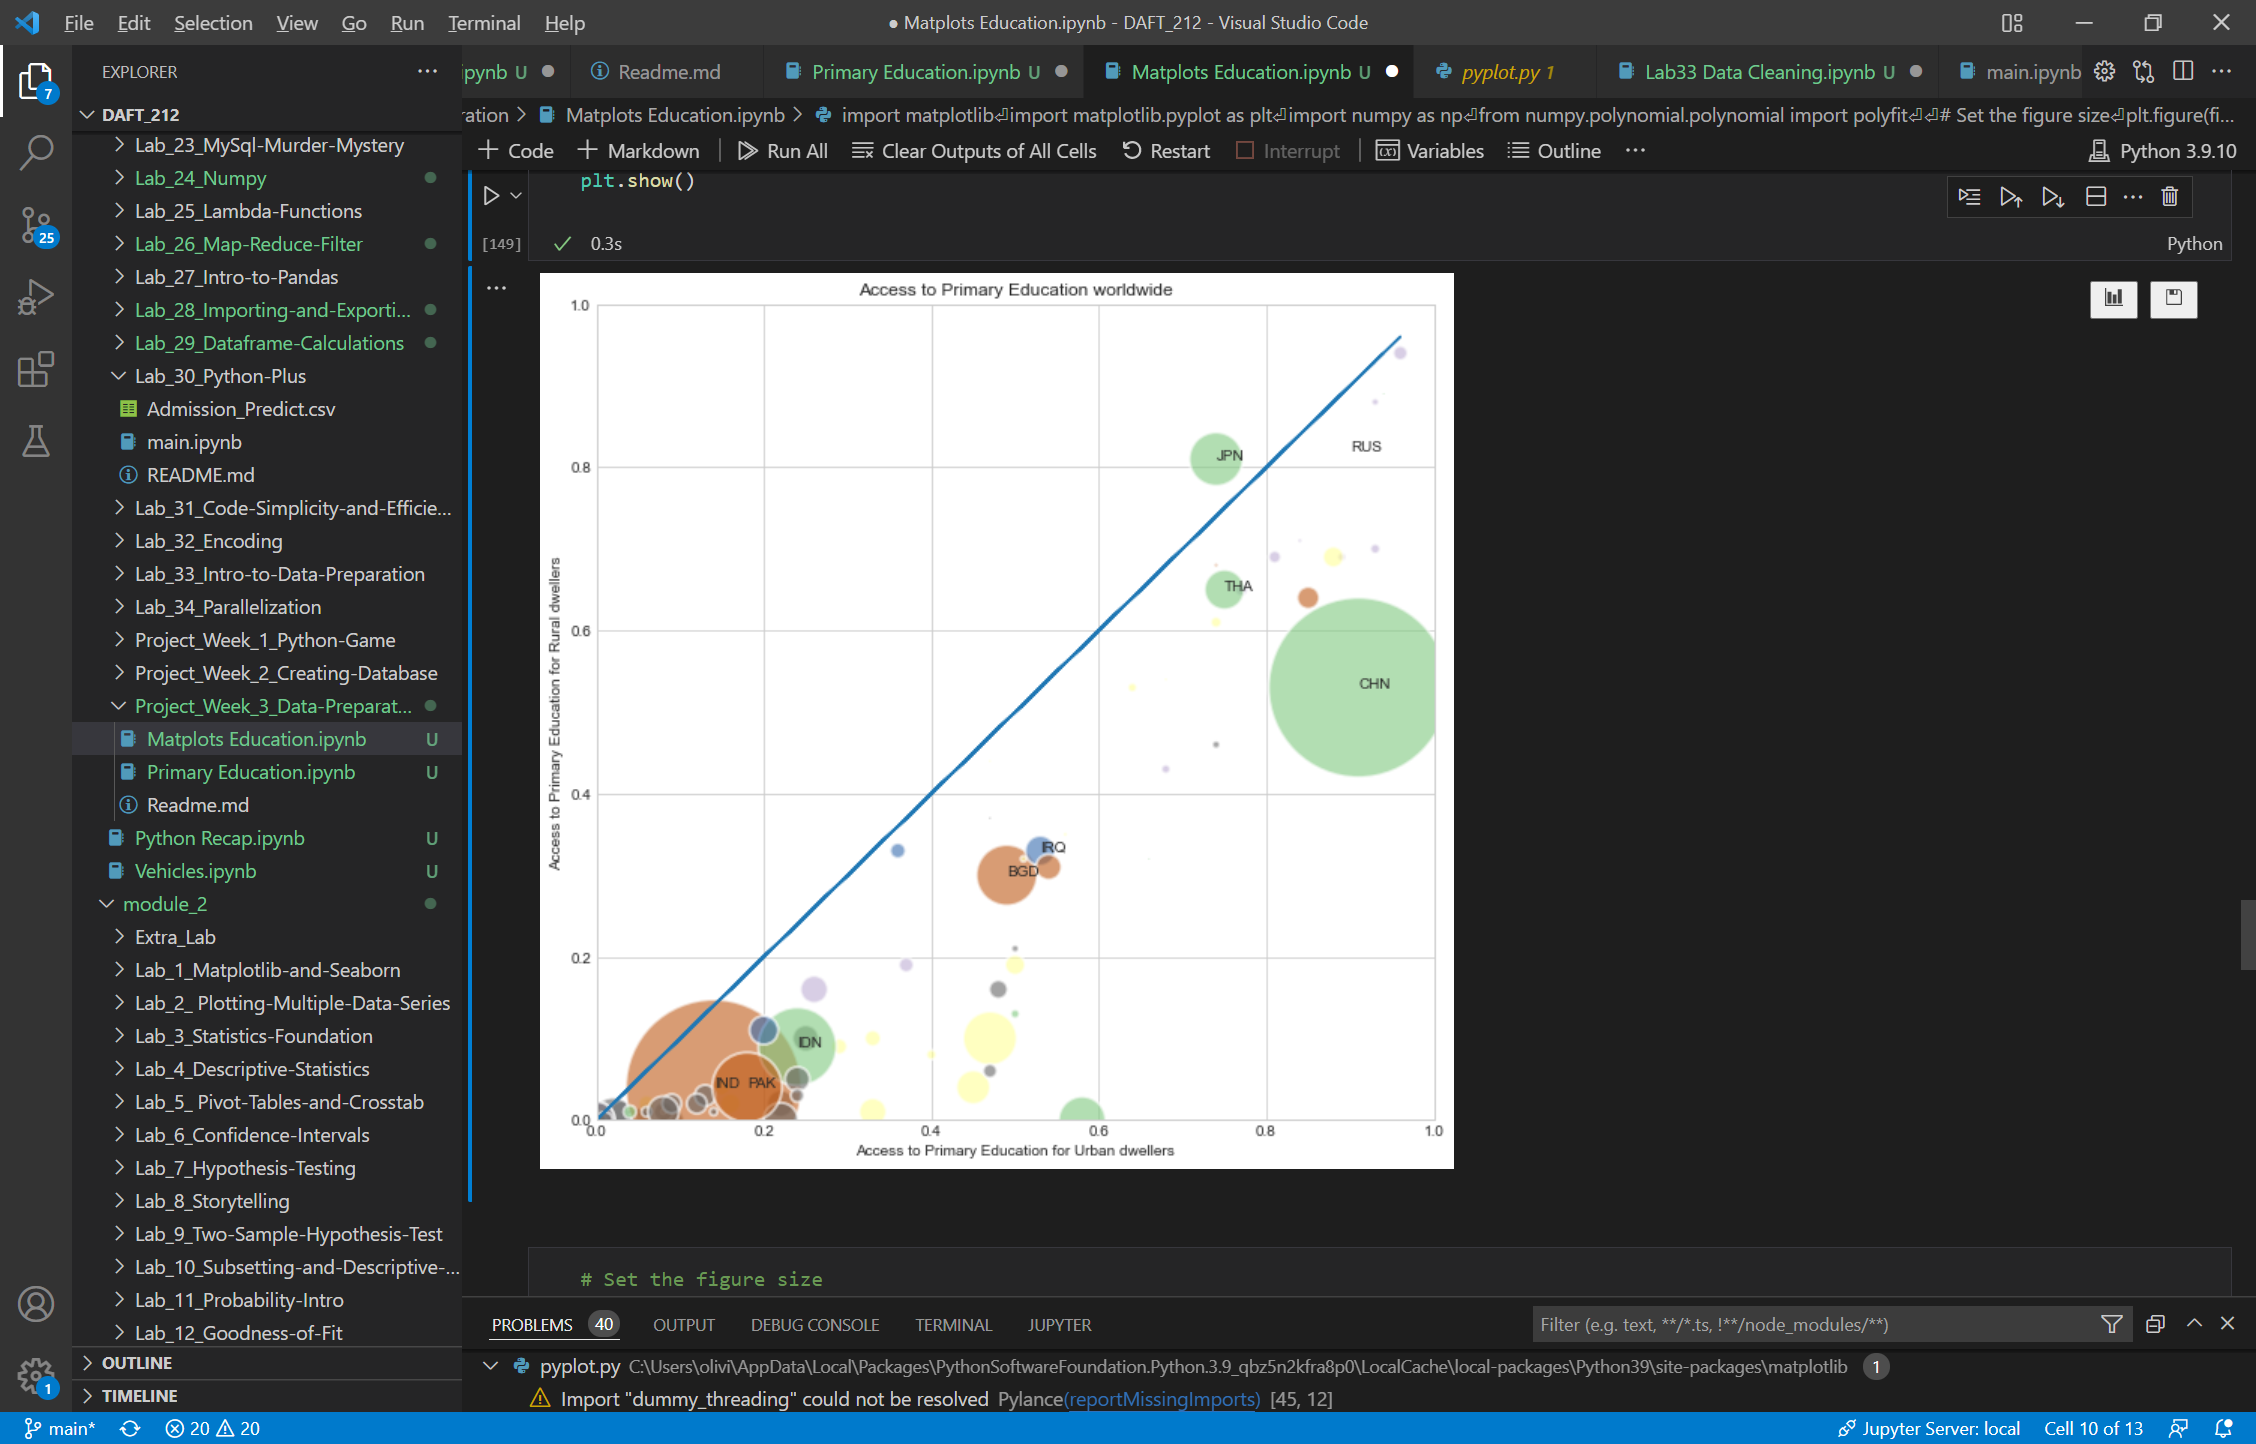 File Edit Selection View Go Run Terminal Help
● Matplots Education.ipynb - DAFT_212 - Visual Studio Code
EXPLORER
ipynb U
Readme.md
Primary Education.ipynb U
Matplots Education.ipynb U
pyplot.py 1
Lab33 Data Cleaning.ipynb U
main.ipynb
ration > Matplots Education.ipynb > import matplotlib⏎import matplotlib.pyplot as plt⏎import numpy as np⏎from numpy.polynomial.polynomial import polyfit⏎⏎# Set the figure size⏎plt.figure(fi...
Code Markdown Run All Clear Outputs of All Cells Restart Interrupt Variables Outline
Python 3.9.10
7
25
1
DAFT_212
Lab_23_MySql-Murder-Mystery
Lab_24_Numpy
Lab_25_Lambda-Functions
Lab_26_Map-Reduce-Filter
Lab_27_Intro-to-Pandas
Lab_28_Importing-and-Exporti...
Lab_29_Dataframe-Calculations
Lab_30_Python-Plus
Admission_Predict.csv
main.ipynb
README.md
Lab_31_Code-Simplicity-and-Efficie...
Lab_32_Encoding
Lab_33_Intro-to-Data-Preparation
Lab_34_Parallelization
Project_Week_1_Python-Game
Project_Week_2_Creating-Database
Project_Week_3_Data-Preparat...
Matplots Education.ipynb U
Primary Education.ipynb U
Readme.md
Python Recap.ipynb U
Vehicles.ipynb U
module_2
Extra_Lab
Lab_1_Matplotlib-and-Seaborn
Lab_2_ Plotting-Multiple-Data-Series
Lab_3_Statistics-Foundation
Lab_4_Descriptive-Statistics
Lab_5_ Pivot-Tables-and-Crosstab
Lab_6_Confidence-Intervals
Lab_7_Hypothesis-Testing
Lab_8_Storytelling
Lab_9_Two-Sample-Hypothesis-Test
Lab_10_Subsetting-and-Descriptive-...
Lab_11_Probability-Intro
Lab_12_Goodness-of-Fit
OUTLINE
TIMELINE
plt.show()
[149] 0.3s
Python
Access to Primary Education worldwide
1.0
RUS
JPN
0.8
THA
0.6
CHN
0.4
IRQ
BGD
0.2
IDN
IND PAK
0.0
0.0 0.2 0.4 0.6 0.8 1.0
Access to Primary Education for Urban dwellers
Access to Primary Education for Rural dwellers
# Set the figure size
PROBLEMS 40 OUTPUT DEBUG CONSOLE TERMINAL JUPYTER
Filter (e.g. text, **/*.ts, !**/node_modules/**)
pyplot.py C:\Users\olivi\AppData\Local\Packages\PythonSoftwareFoundation.Python.3.9_qbz5n2kfra8p0\LocalCache\local-packages\Python39\site-packages\matplotlib 1
Import "dummy_threading" could not be resolved Pylance(reportMissingImports) [45, 12]
main* 20 20
Jupyter Server: local Cell 10 of 13